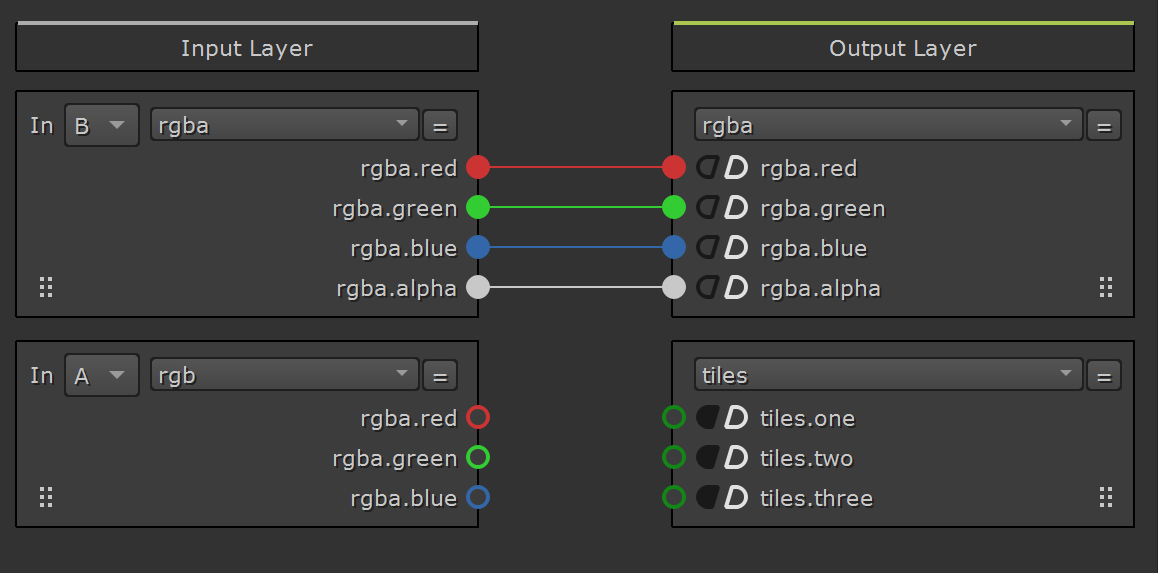 Input Layer
Output Layer
In B rgba =
rgba.red
rgba.green
rgba.blue
rgba.alpha
rgba =
rgba.red
rgba.green
rgba.blue
rgba.alpha
In A rgb =
rgba.red
rgba.green
rgba.blue
tiles =
tiles.one
tiles.two
tiles.three